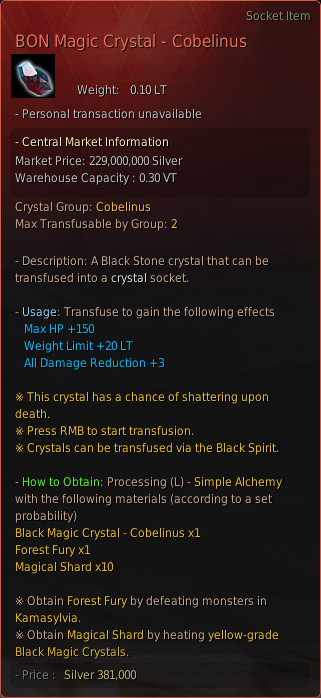 Socket Item
BON Magic Crystal - Cobelinus
Weight: 0.10 LT
- Personal transaction unavailable
- Central Market Information
Market Price: 229,000,000 Silver
Warehouse Capacity : 0.30 VT
Crystal Group: Cobelinus
Max Transfusable by Group: 2
- Description: A Black Stone crystal that can be
transfused into a crystal socket.
- Usage: Transfuse to gain the following effects
Max HP +150
Weight Limit +20 LT
All Damage Reduction +3
※ This crystal has a chance of shattering upon
death.
※ Press RMB to start transfusion.
※ Crystals can be transfused via the Black Spirit.
- How to Obtain: Processing (L) - Simple Alchemy
with the following materials (according to a set
probability)
Black Magic Crystal - Cobelinus x1
Forest Fury x1
Magical Shard x10
※ Obtain Forest Fury by defeating monsters in
Kamasylvia.
※ Obtain Magical Shard by heating yellow-grade
Black Magic Crystals.
- Price : Silver 381,000